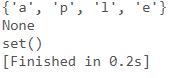 {'a', 'p', 'l', 'e'}
None
set()
[Finished in 0.2s]